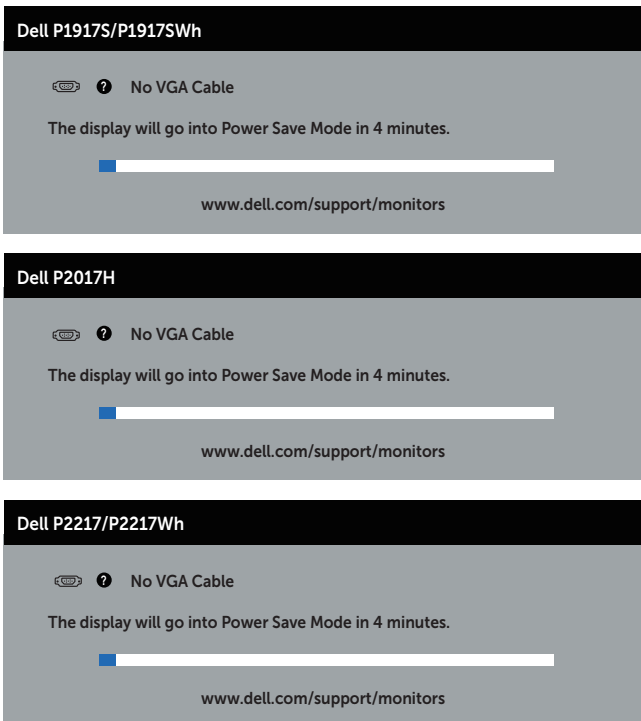 Dell P1917S/P1917SWh
? No VGA Cable
The display will go into Power Save Mode in 4 minutes.
www.dell.com/support/monitors
Dell P2017H
? No VGA Cable
The display will go into Power Save Mode in 4 minutes.
www.dell.com/support/monitors
Dell P2217/P2217Wh
? No VGA Cable
The display will go into Power Save Mode in 4 minutes.
www.dell.com/support/monitors